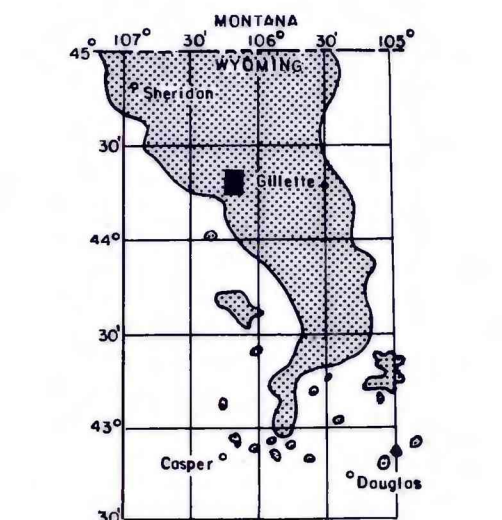 MONTANA
45° 107° 30' 106° 30' 105°
WYOMING
Sheridan
30'
Gillette
44°
30'
43°
Casper
Douglas
30'